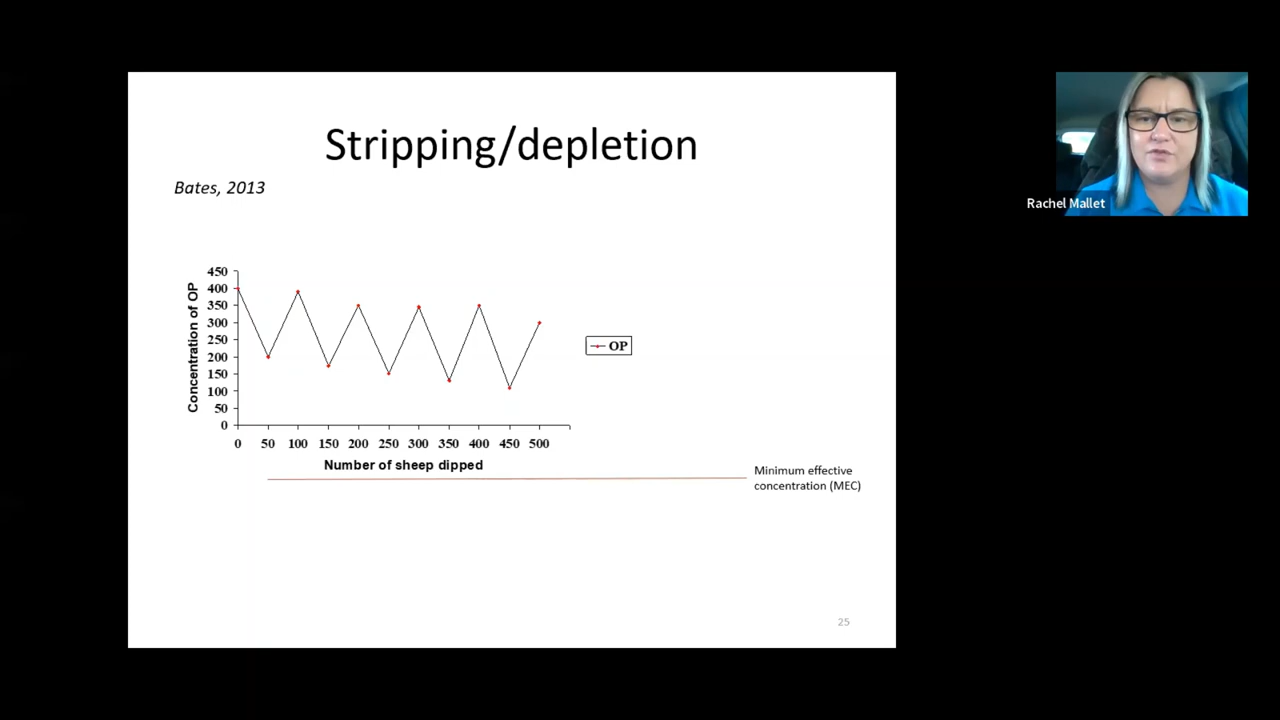 Stripping/depletion
Bates, 2013
Rachel Mallet
450
400
350
300
250
200
150
100
50
0
Concentration of OP
OP
0 50 100 150 200 250 300 350 400 450 500
Number of sheep dipped
Minimum effective
concentration (MEC)
25